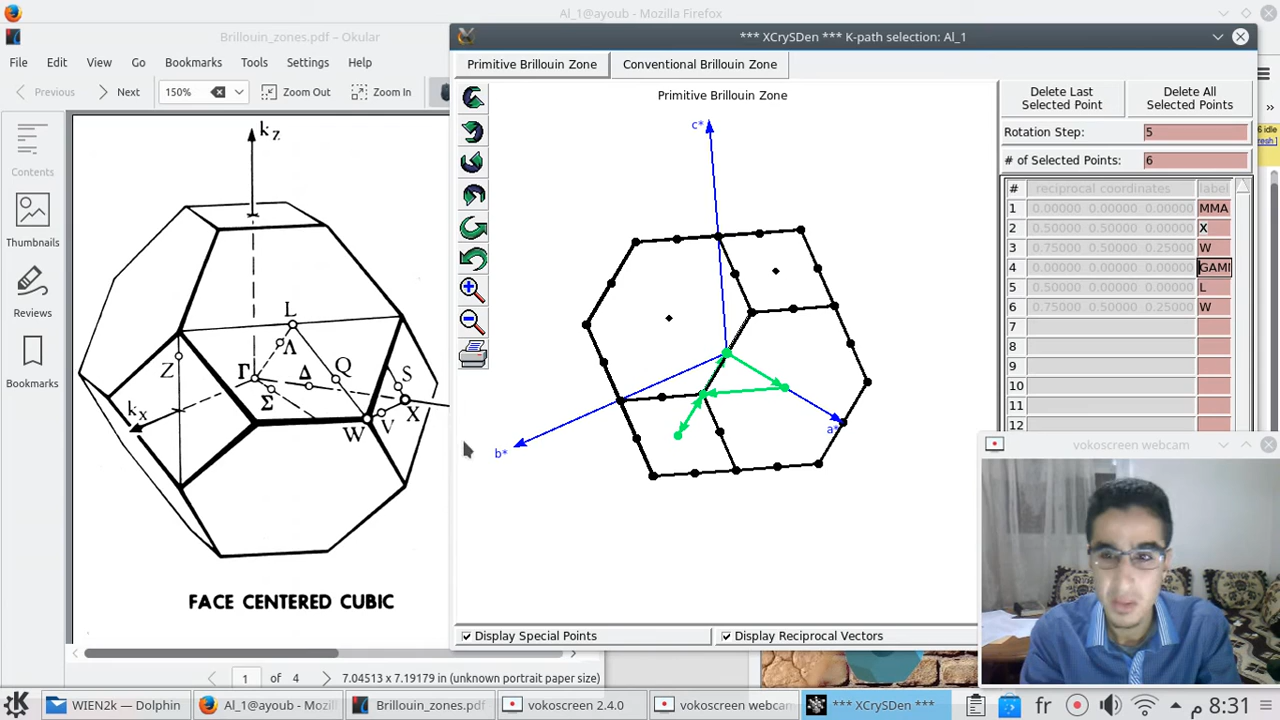 Al_1@ayoub - Mozilla Firefox
Brillouin_zones.pdf - Okular
File Edit View Go Bookmarks Tools Settings Help
Previous Next 150% Zoom Out Zoom In
Contents
Thumbnails
Reviews
Bookmarks
kz
L
Λ
Γ
Δ
Q
S
Z
Σ
X
kx
W
V
FACE CENTERED CUBIC
1 of 4 7.04513 x 7.19179 in (unknown portrait paper size)
*** XCrySDen *** K-path selection: Al_1
Primitive Brillouin Zone Conventional Brillouin Zone
Primitive Brillouin Zone
c*
a*
b*
Display Special Points Display Reciprocal Vectors
Delete Last Selected Point
Delete All Selected Points
Rotation Step: 5
# of Selected Points: 6
# reciprocal coordinates label
1 0.00000 0.00000 0.00000 MMA
2 0.50000 0.50000 0.00000 X
3 0.75000 0.50000 0.25000 W
4 0.00000 0.00000 0.00000 GAMI
5 0.50000 0.00000 0.00000 L
6 0.75000 0.50000 0.25000 W
7
8
9
10
11
12
6 idle
vokoscreen webcam
WIEN2k — Dolphin
Al_1@ayoub
Brillouin_zones.pdf
vokoscreen 2.4.0
vokoscreen webcam
*** XCrySDen ***
fr
م 8:31